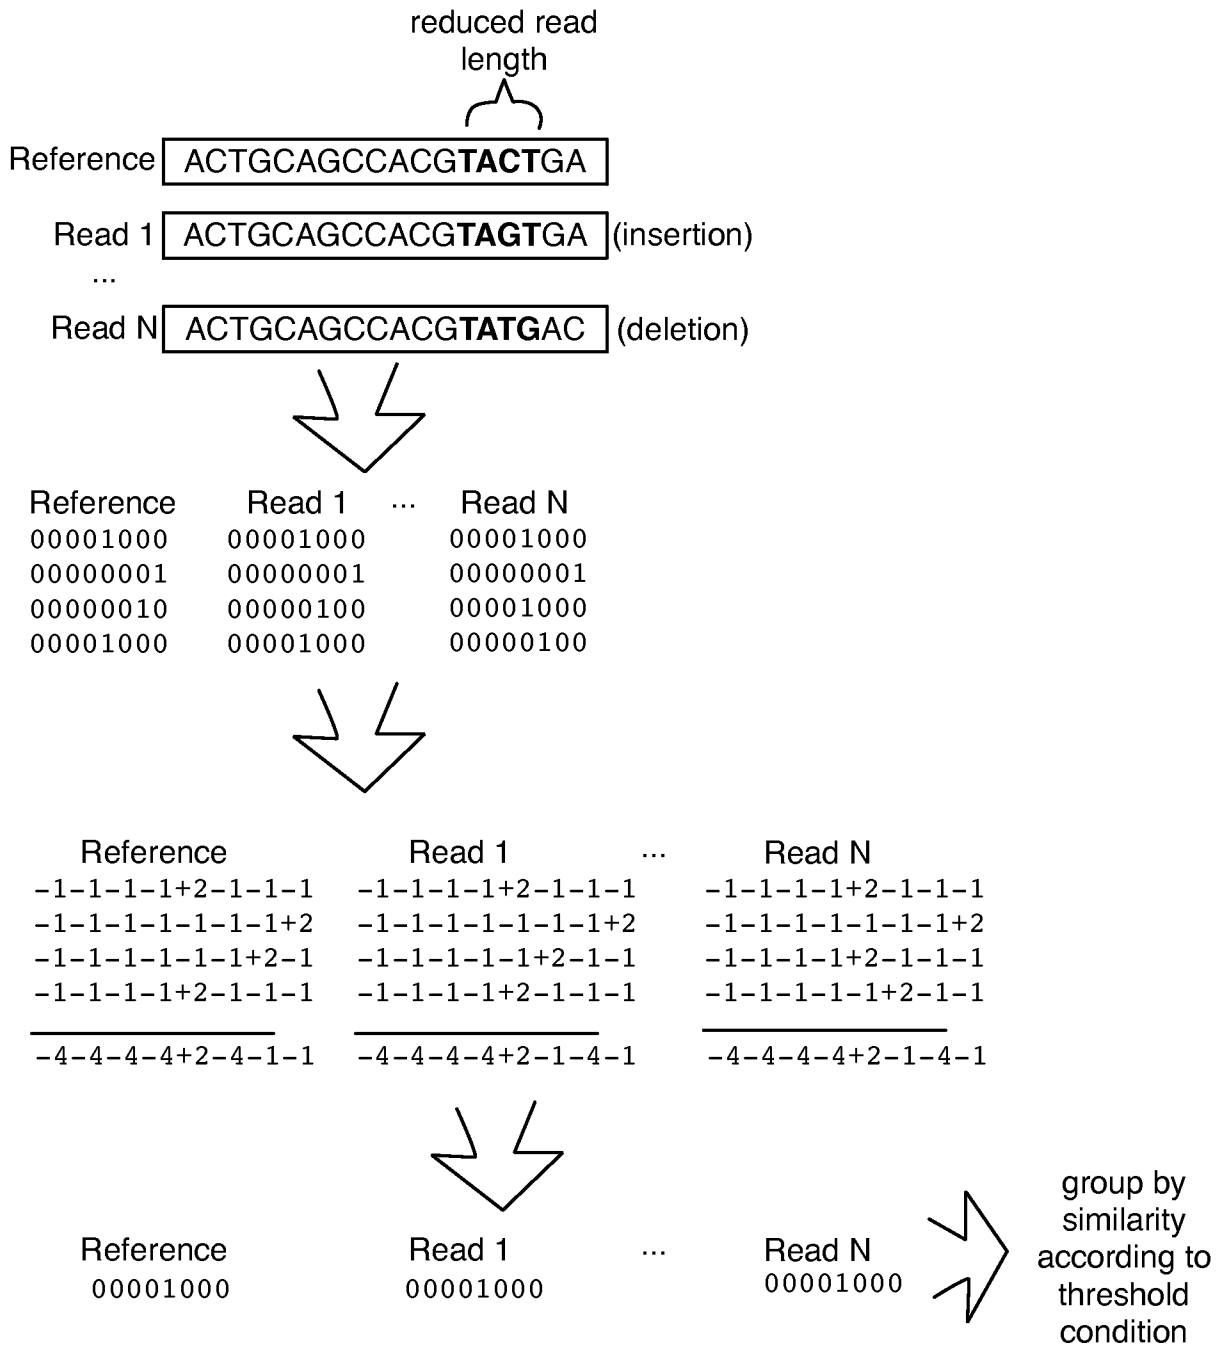 reduced read
length
Reference ACTGCAGCCACGTACTGA
Read 1 ACTGCAGCCACGTAGTGA (insertion)
...
Read N ACTGCAGCCACGTATGAC (deletion)
Reference Read 1 ... Read N
00001000 00001000 00001000
00000001 00000001 00000001
00000010 00000100 00001000
00001000 00001000 00000100
Reference Read 1 ... Read N
-1-1-1-1+2-1-1-1 -1-1-1-1+2-1-1-1 -1-1-1-1+2-1-1-1
-1-1-1-1-1-1-1+2 -1-1-1-1-1-1-1+2 -1-1-1-1-1-1-1+2
-1-1-1-1-1-1+2-1 -1-1-1-1-1+2-1-1 -1-1-1-1+2-1-1-1
-1-1-1-1+2-1-1-1 -1-1-1-1+2-1-1-1 -1-1-1-1-1+2-1-1
-4-4-4-4+2-4-1-1 -4-4-4-4+2-1-4-1 -4-4-4-4+2-1-4-1
Reference Read 1 ... Read N
00001000 00001000 00001000
group by
similarity
according to
threshold
condition